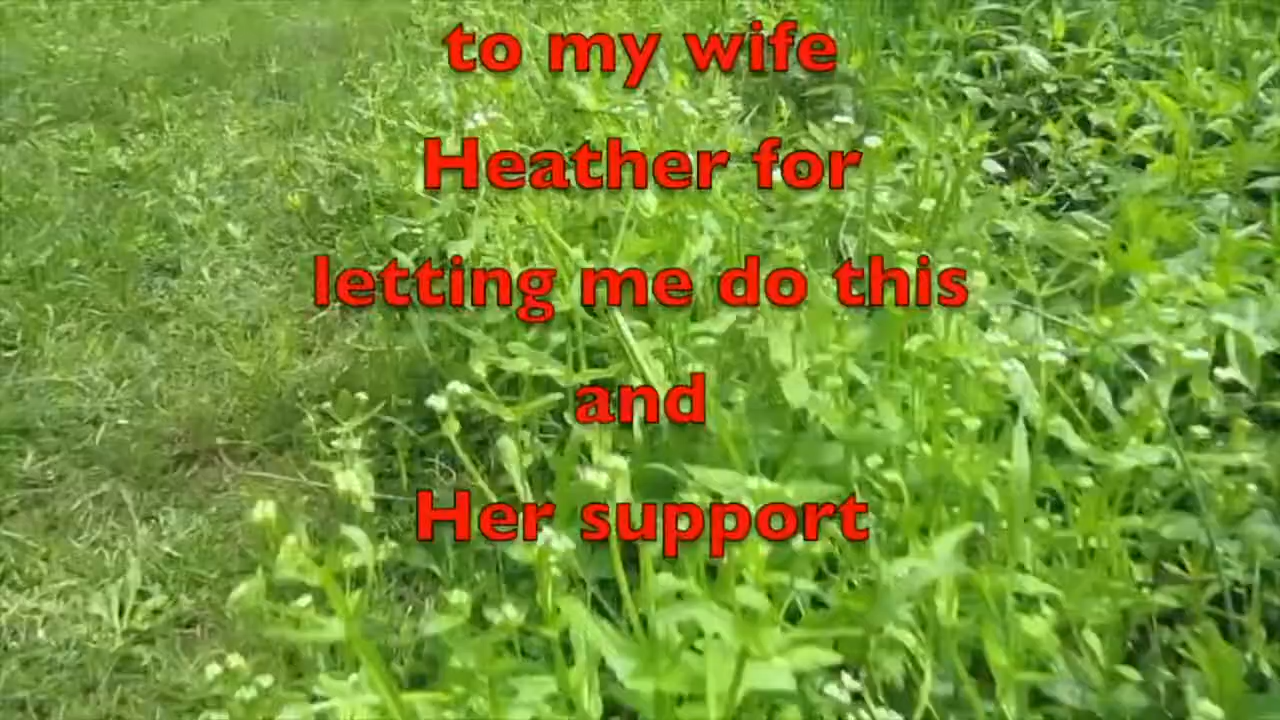 to my wife
Heather for
letting me do this
and
Her support